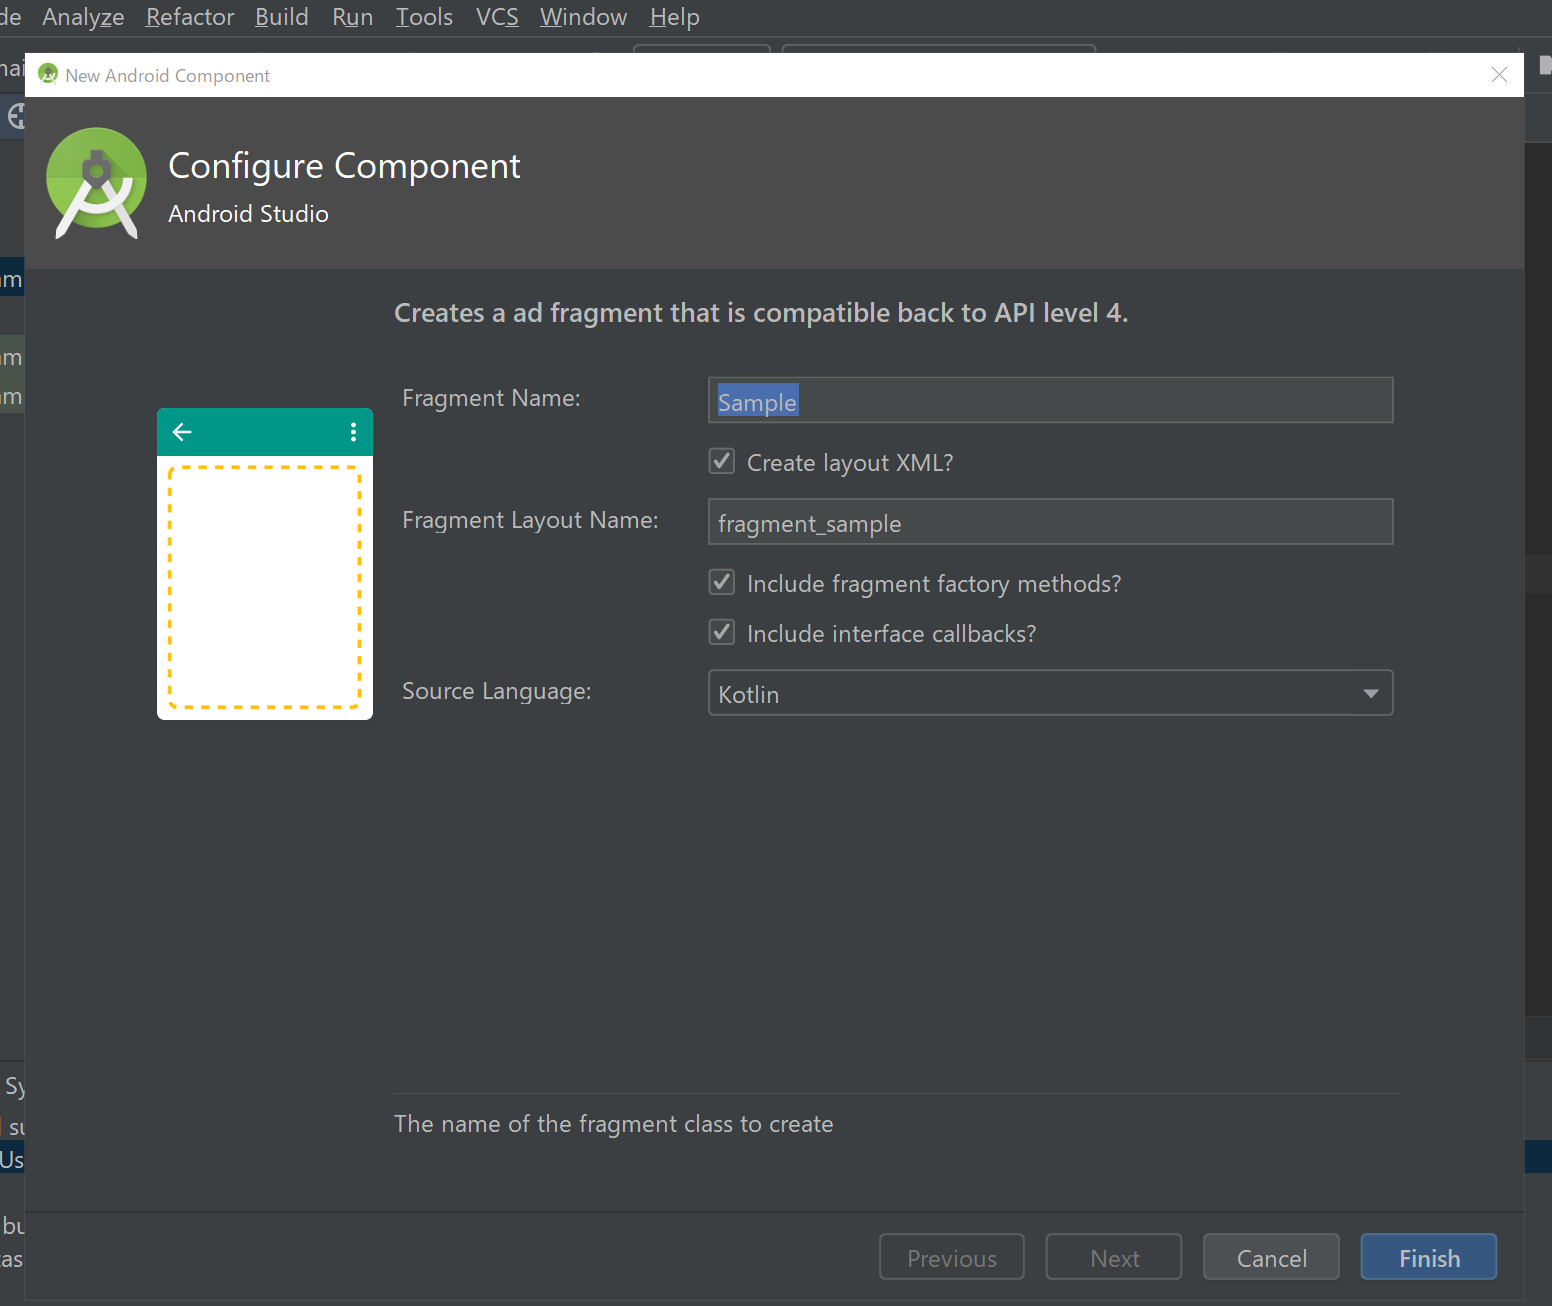 de Analyze Refactor Build Run Tools VCS Window Help
New Android Component
Configure Component
Android Studio
Creates a ad fragment that is compatible back to API level 4.
Fragment Name: Sample
Create layout XML?
Fragment Layout Name: fragment_sample
Include fragment factory methods?
Include interface callbacks?
Source Language: Kotlin
The name of the fragment class to create
Previous Next Cancel Finish